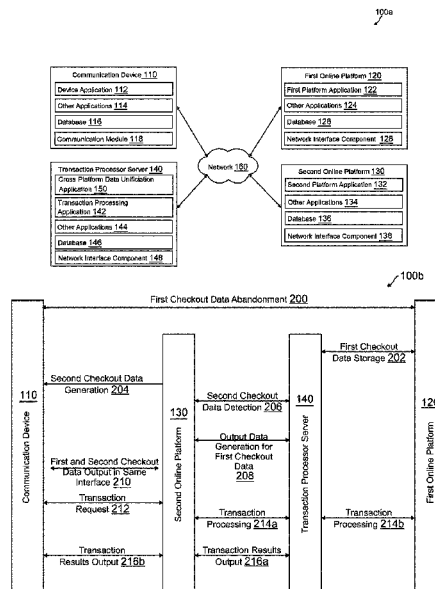 100a
Communication Device 110
Device Application 112
Other Applications 114
Database 116
Communication Module 118
First Online Platform 120
First Platform Application 122
Other Applications 124
Database 126
Network Interface Component 128
Network 160
Transaction Processor Server 140
Cross Platform Data Unification
Application 150
Transaction Processing
Application 142
Other Applications 144
Database 146
Network Interface Component 148
Second Online Platform 130
Second Platform Application 132
Other Applications 134
Database 136
Network Interface Component 138
100b
First Checkout Data Abandonment 200
First Checkout
Data Storage 202
Second Checkout Data
Generation 204
Second Checkout
Data Detection 206
Output Data
Generation for
First Checkout
Data
208
First and Second Checkout
Data Output in Same
Interface 210
Transaction
Request 212
Transaction
Processing 214a
Transaction
Processing 214b
Transaction
Results Output 216b
Transaction Results
Output 216a
Communication Device
110
Second Online Platform
130
Transaction Processor Server
140
First Online Platform
120